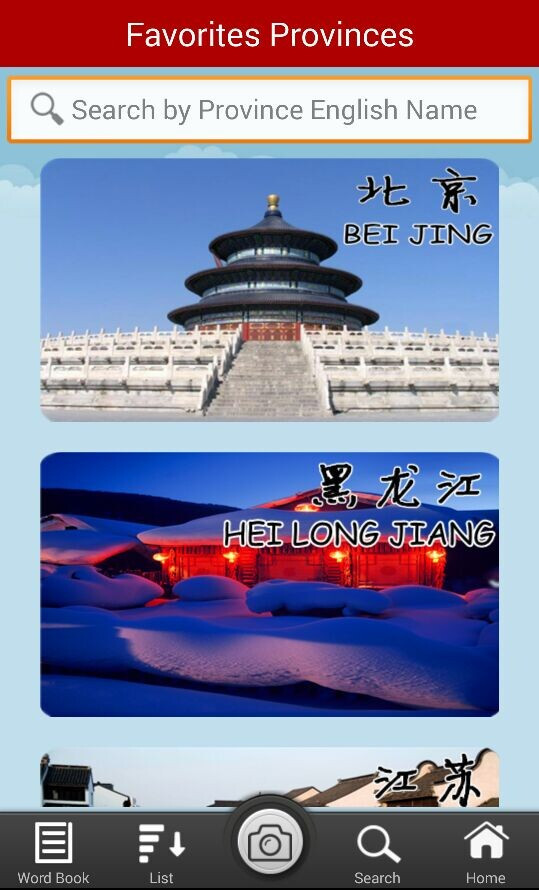 Favorites Provinces
Search by Province English Name
北京
BEI JING
黑龙江
HEI LONG JIANG
江苏
Word Book
List
Search
Home